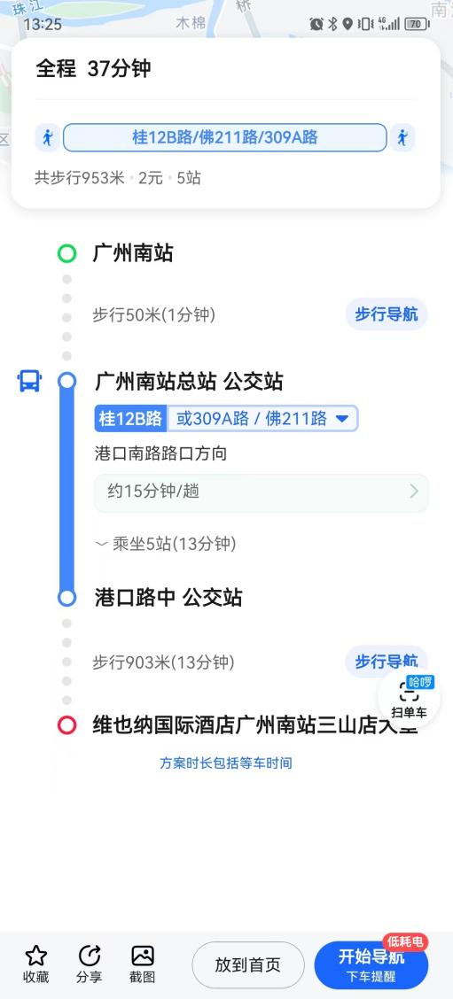 珠江
桥
13:25
木棉
4G
70
南
区
全程 37分钟
桂12B路/佛211路/309A路
共步行953米·2元·5站
广州南站
步行50米(1分钟)
步行导航
广州南站总站 公交站
桂12B路 或309A路 / 佛211路
港口南路路口方向
约15分钟/趟
乘坐5站(13分钟)
港口路中 公交站
步行903米(13分钟)
步行导航
哈啰
扫单车
维也纳国际酒店广州南站三山店大堂
方案时长包括等车时间
收藏
分享
截图
放到首页
低耗电
开始导航
下车提醒